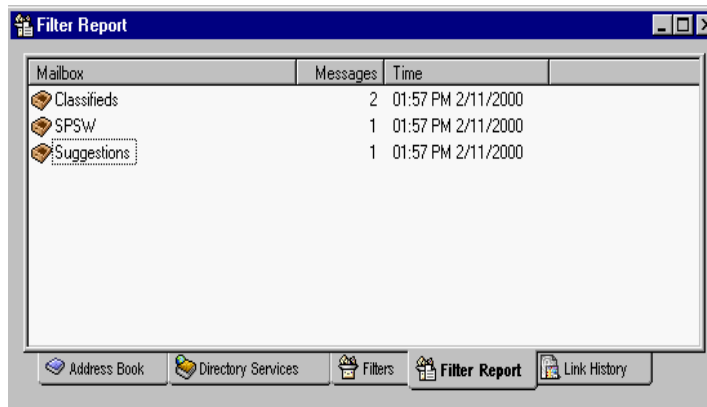 Filter Report
Mailbox Messages Time
Classifieds 2 01:57 PM 2/11/2000
SPSW 1 01:57 PM 2/11/2000
Suggestions 1 01:57 PM 2/11/2000
Address Book Directory Services Filters Filter Report Link History